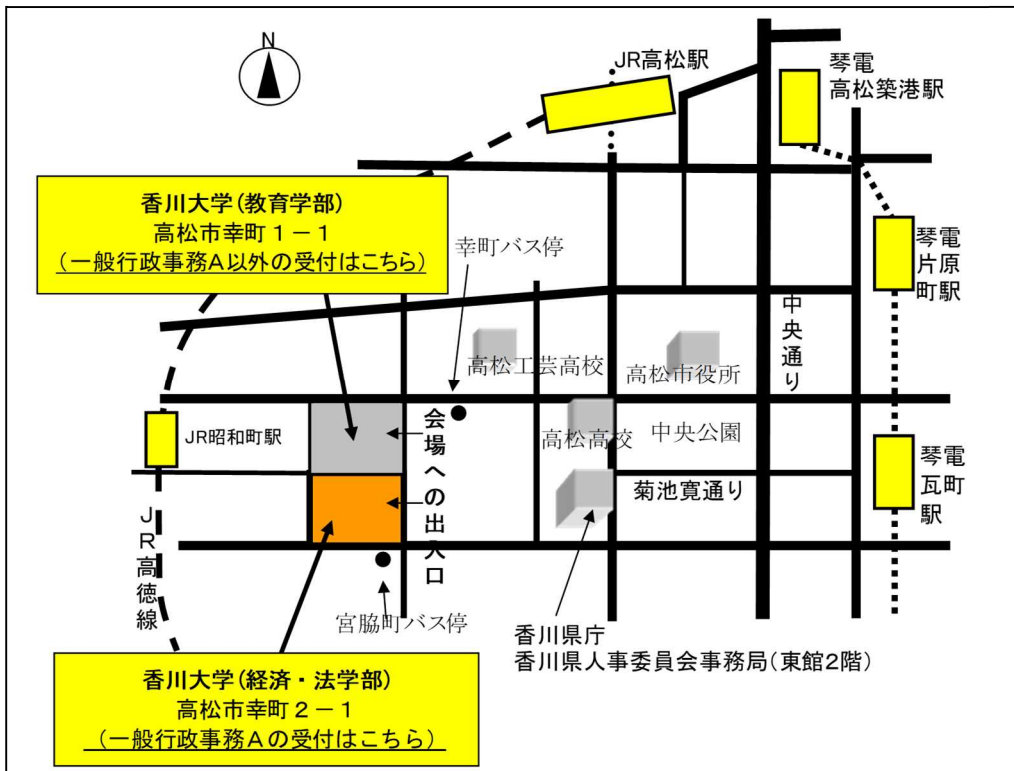 N
JR高松駅
琴電
高松築港駅
香川大学(教育学部)
高松市幸町1-1
(一般行政事務A以外の受付はこちら)
幸町バス停
琴電
片原
町駅
中央通り
高松工芸高校
高松市役所
JR昭和町駅
会場への出入口
高松高校
中央公園
菊池寛通り
琴電
瓦町
駅
JR高徳線
宮脇町バス停
香川県庁
香川県人事委員会事務局(東館2階)
香川大学(経済・法学部)
高松市幸町2-1
(一般行政事務Aの受付はこちら)